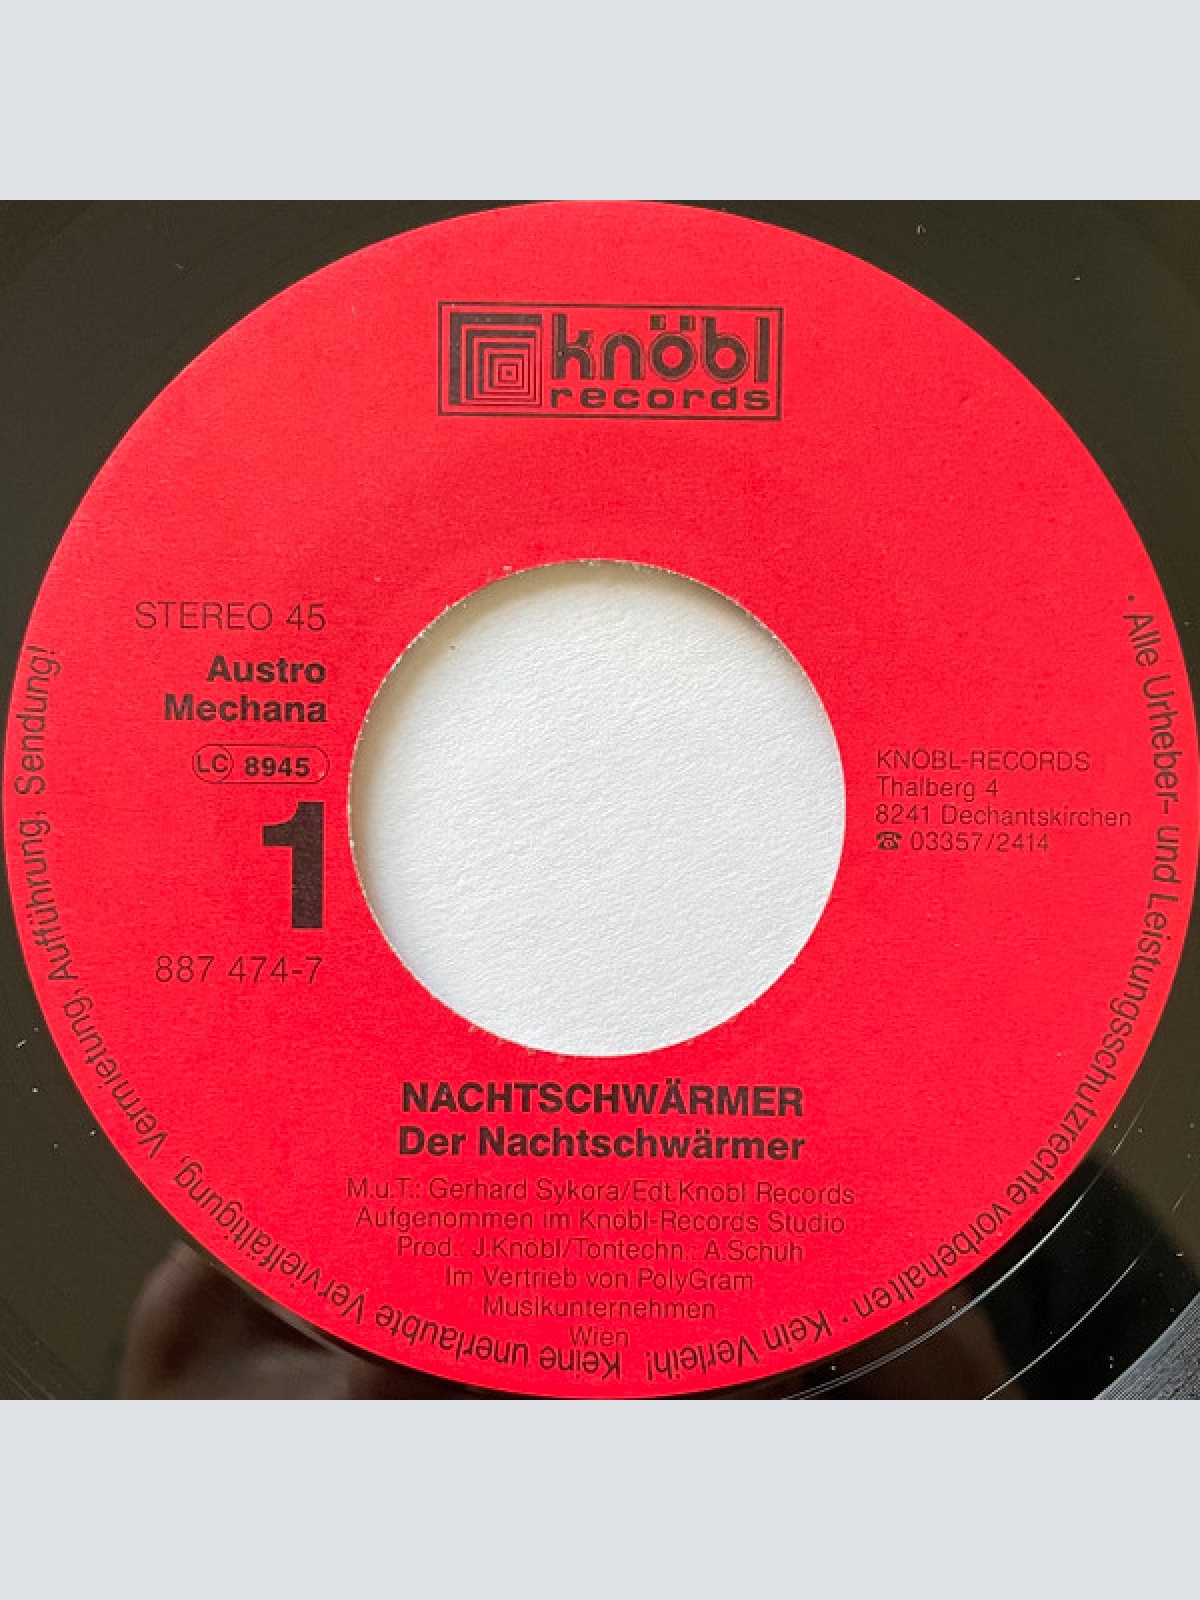 knöbl
records
STEREO 45
Austro
Mechana
LC 8945
1
887 474-7
KNÖBL-RECORDS
Thalberg 4
8241 Dechantskirchen
☎ 03357/2414
NACHTSCHWÄRMER
Der Nachtschwärmer
M.u.T.: Gerhard Sykora/Edt.Knöbl Records
Aufgenommen im Knöbl-Records Studio
Prod.: J.Knöbl/Tontechn.: A.Schuh
Im Vertrieb von PolyGram
Musikunternehmen
Wien
· Alle Urheber- und Leistungsschutzrechte vorbehalten · Kein Verleih! Keine unerlaubte Vervielfältigung, Vermietung, Aufführung, Sendung!